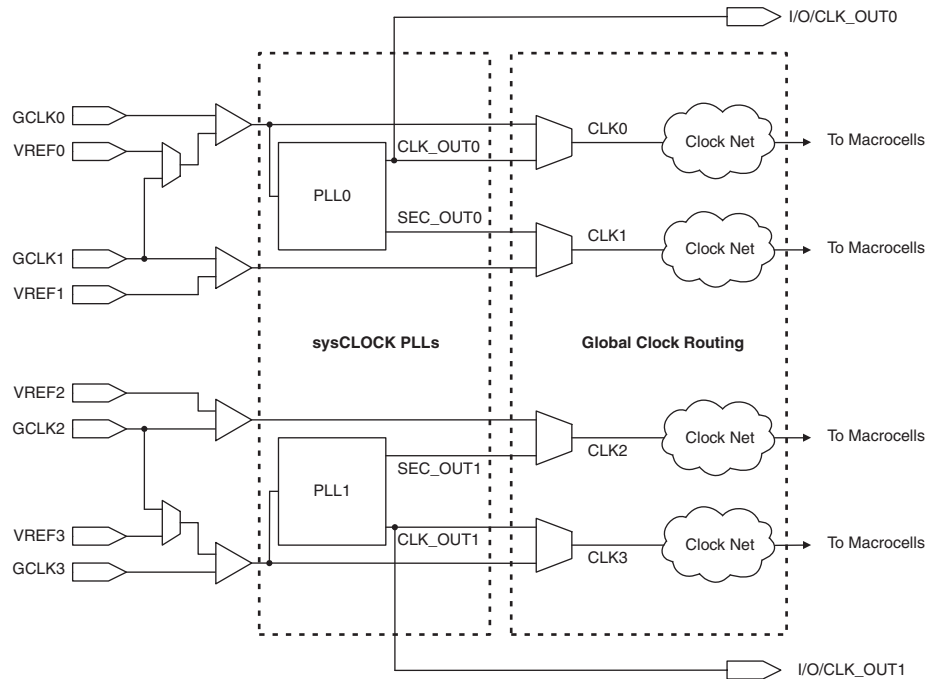 I/O/CLK_OUT0
GCLK0
VREF0
GCLK1
VREF1
PLL0
CLK_OUT0
SEC_OUT0
CLK0
Clock Net
To Macrocells
CLK1
Clock Net
To Macrocells
sysCLOCK PLLs
Global Clock Routing
VREF2
GCLK2
VREF3
GCLK3
PLL1
SEC_OUT1
CLK_OUT1
CLK2
Clock Net
To Macrocells
CLK3
Clock Net
To Macrocells
I/O/CLK_OUT1